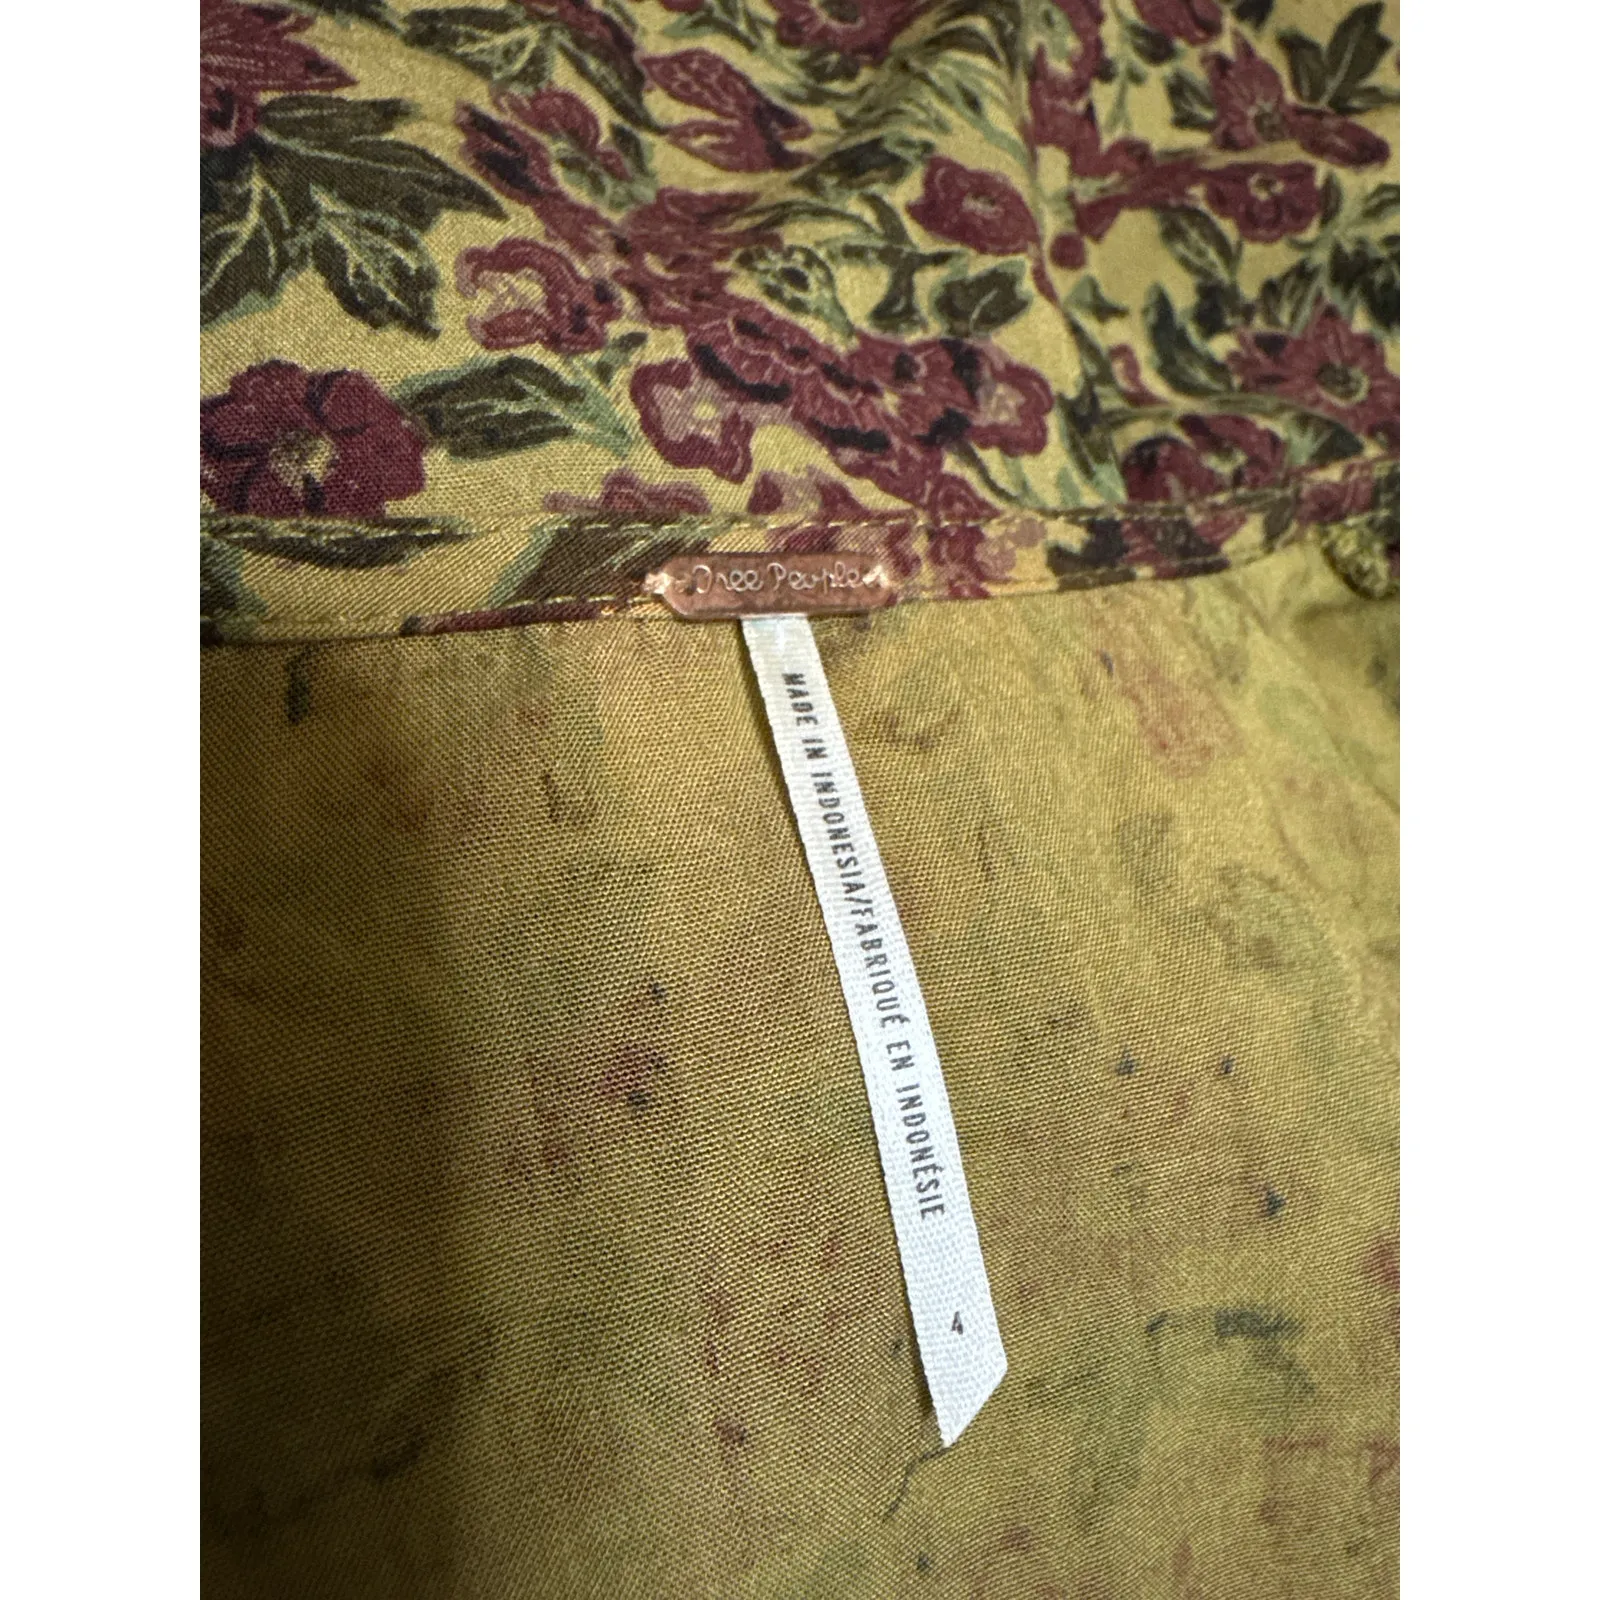 Free People
MADE IN INDONESIA/FABRIQUÉ EN INDONÉSIE
4